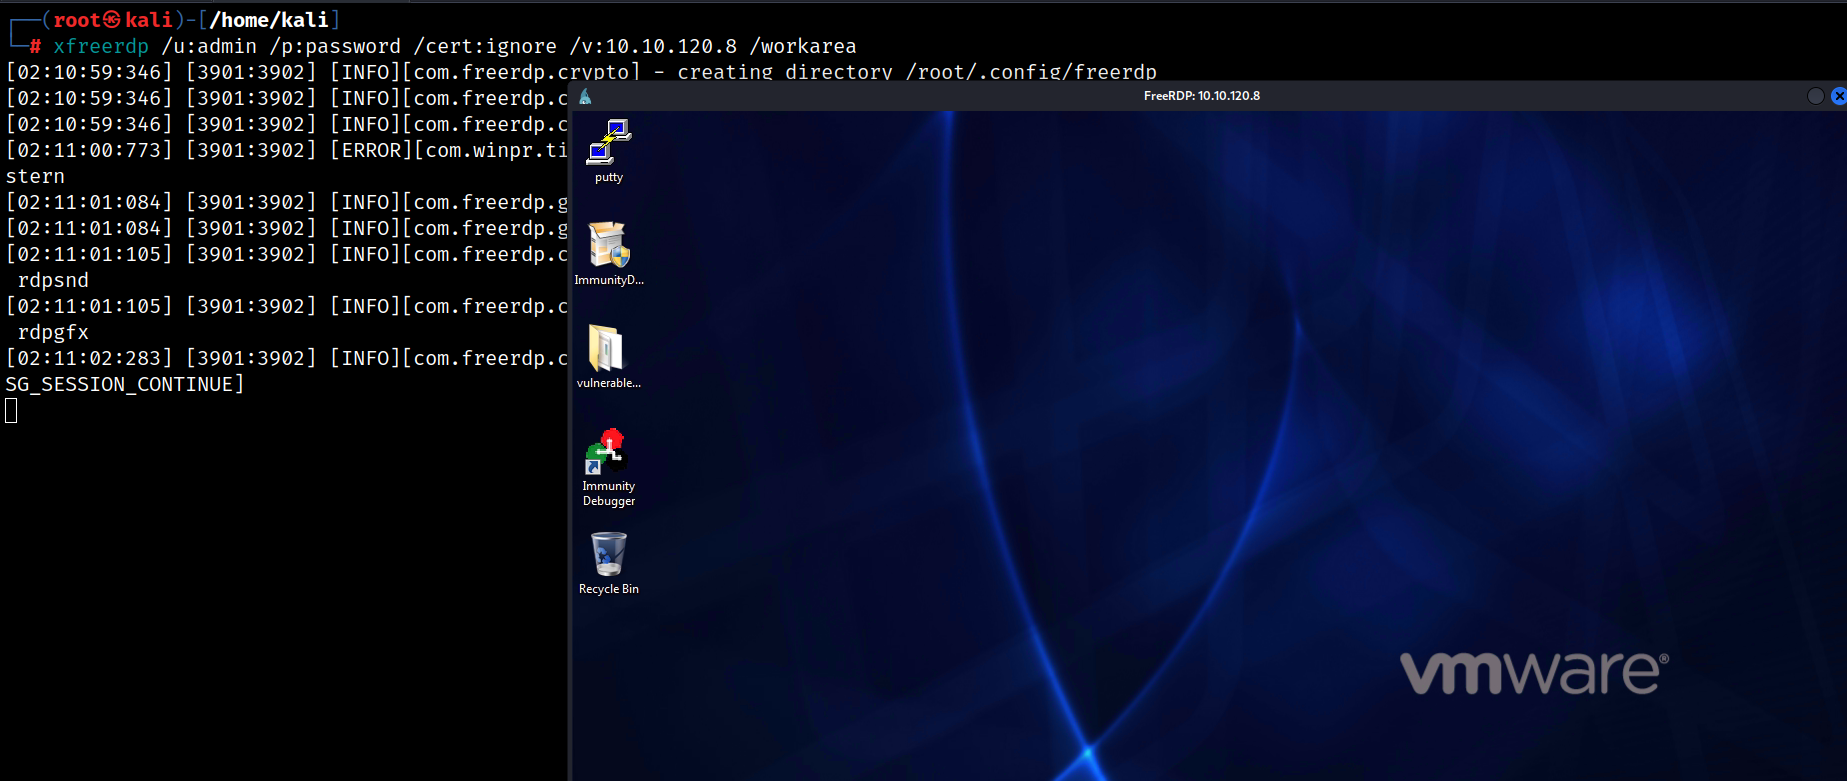 ┌──(root㉿kali)-[/home/kali]
└─# xfreerdp /u:admin /p:password /cert:ignore /v:10.10.120.8 /workarea
[02:10:59:346] [3901:3902] [INFO][com.freerdp.crypto] - creating directory /root/.config/freerdp
[02:10:59:346] [3901:3902] [INFO][com.freerdp.c
[02:10:59:346] [3901:3902] [INFO][com.freerdp.c
[02:11:00:773] [3901:3902] [ERROR][com.winpr.ti
stern
[02:11:01:084] [3901:3902] [INFO][com.freerdp.g
[02:11:01:084] [3901:3902] [INFO][com.freerdp.g
[02:11:01:105] [3901:3902] [INFO][com.freerdp.c
rdpsnd
[02:11:01:105] [3901:3902] [INFO][com.freerdp.c
rdpgfx
[02:11:02:283] [3901:3902] [INFO][com.freerdp.c
SG_SESSION_CONTINUE]
FreeRDP: 10.10.120.8
putty
ImmunityD...
vulnerable...
Immunity
Debugger
Recycle Bin
vmware®